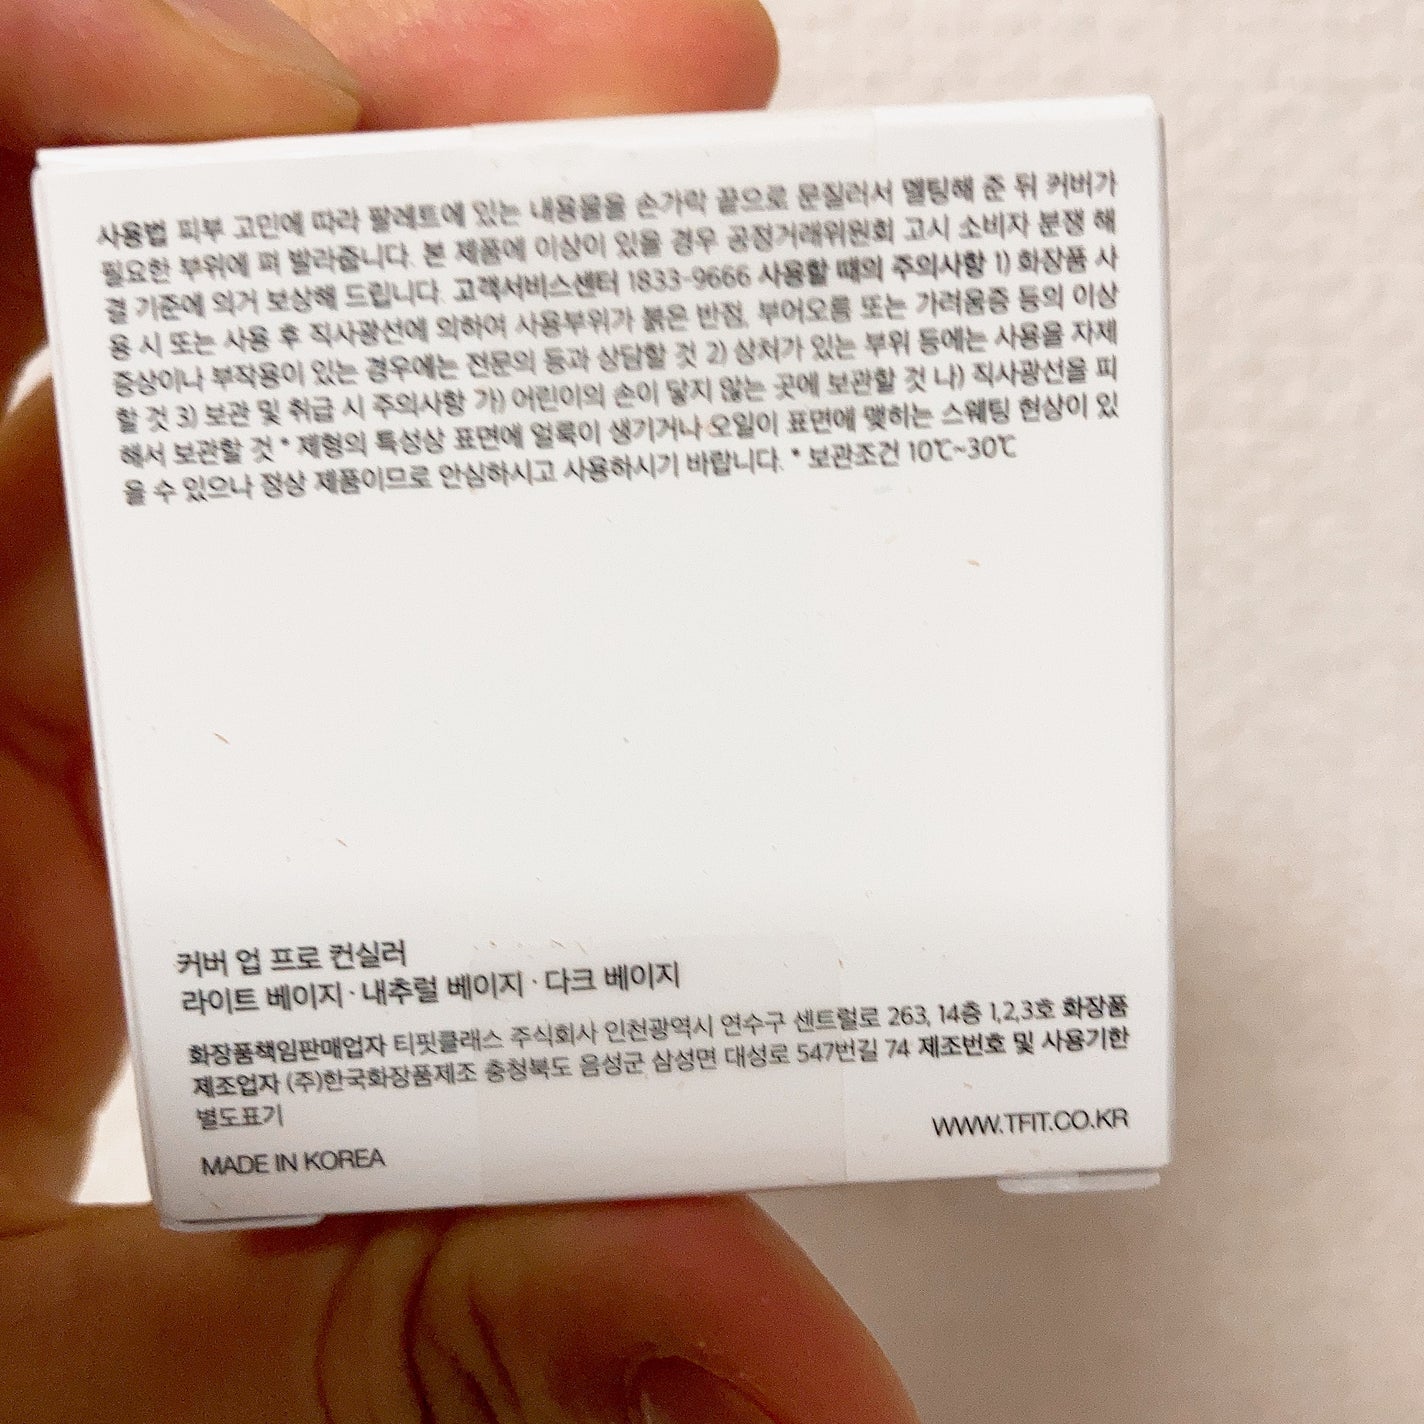 사용법 피부 고민에 따라 팔레트에 있는 내용물을 손가락 끝으로 문질러서 멜팅해 준 뒤 커버가
필요한 부위에 펴 발라줍니다. 본 제품에 이상이 있을 경우 공정거래위원회 고시 소비자 분쟁 해
결 기준에 의거 보상해 드립니다. 고객서비스센터 1833-9666 사용할 때의 주의사항 1) 화장품 사
용 시 또는 사용 후 직사광선에 의하여 사용부위가 붉은 반점, 부어오름 또는 가려움증 등의 이상
증상이나 부작용이 있는 경우에는 전문의 등과 상담할 것 2) 상처가 있는 부위 등에는 사용을 자제
할 것 3) 보관 및 취급 시 주의사항 가) 어린이의 손이 닿지 않는 곳에 보관할 것 나) 직사광선을 피
해서 보관할 것 * 제형의 특성상 표면에 얼룩이 생기거나 오일이 표면에 맺히는 스웨팅 현상이 있
을 수 있으나 정상 제품이므로 안심하시고 사용하시기 바랍니다. * 보관조건 10℃~30℃
커버 업 프로 컨실러
라이트 베이지 · 내추럴 베이지 · 다크 베이지
화장품책임판매업자 티핏클래스 주식회사 인천광역시 연수구 센트럴로 263, 14층 1,2,3호 화장품
제조업자 (주)한국화장품제조 충청북도 음성군 삼성면 대성로 547번길 74 제조번호 및 사용기한
별도표기
WWW.TFIT.CO.KR
MADE IN KOREA